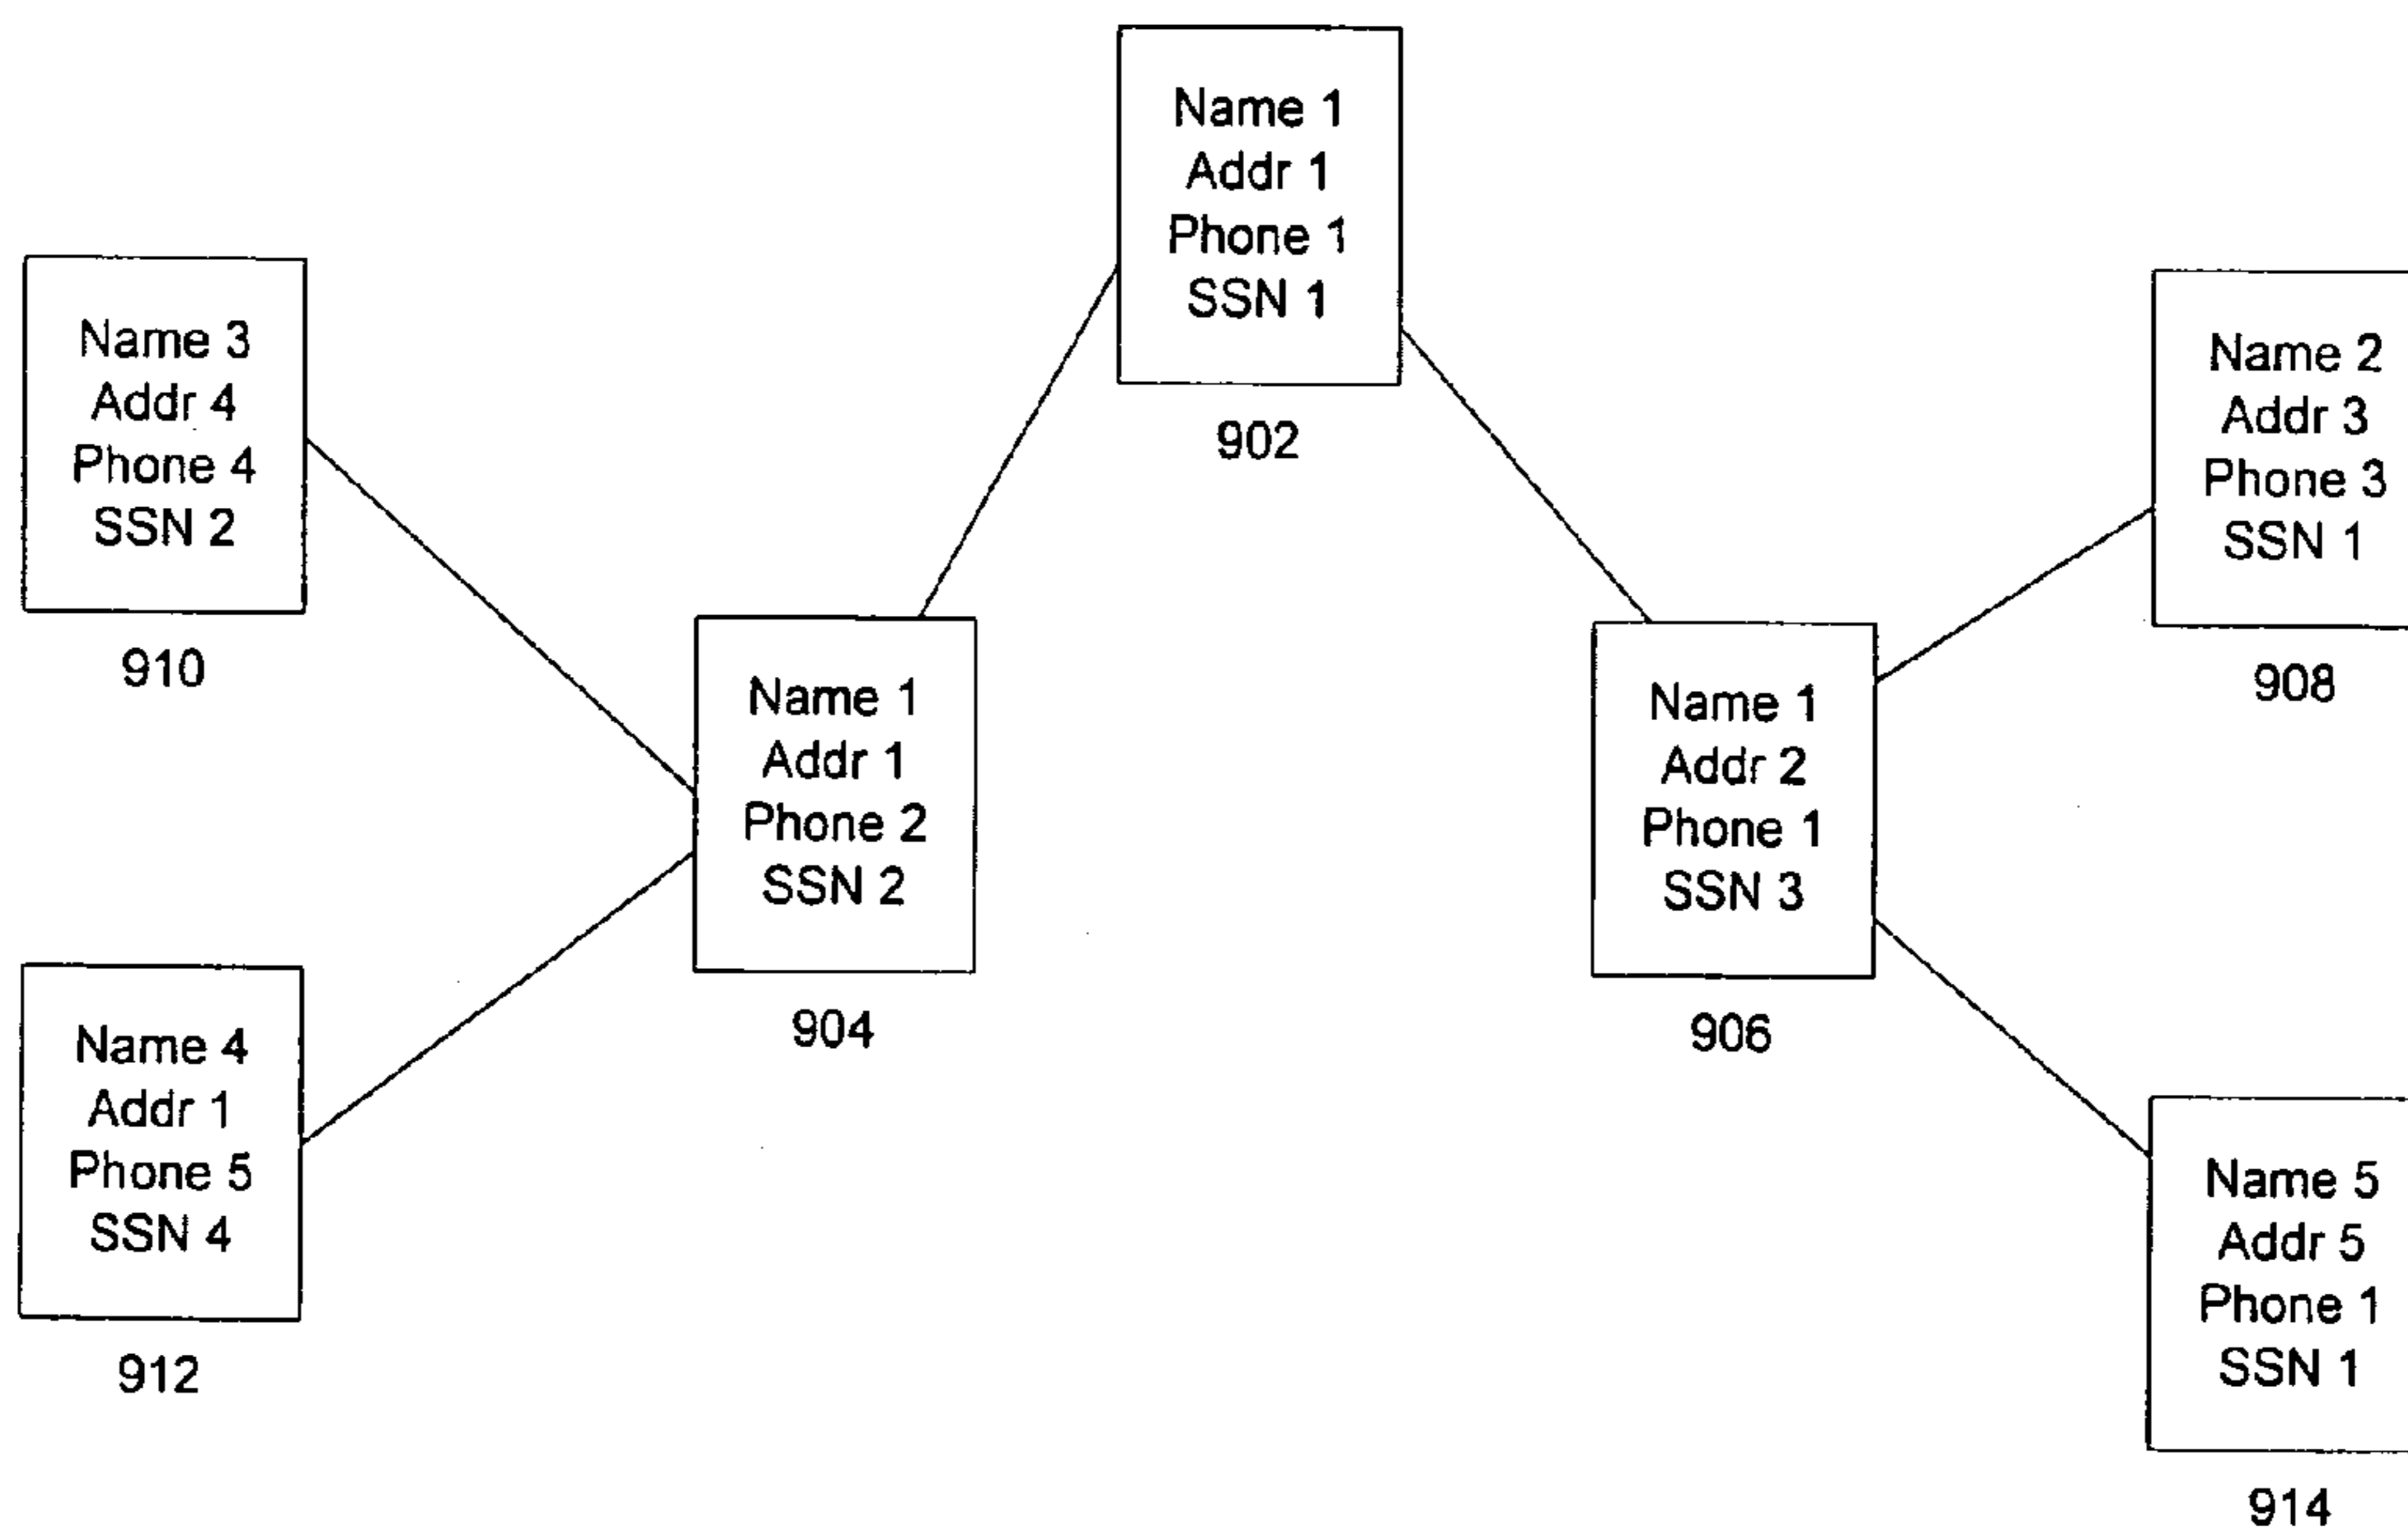 Name 1
Addr 1
Phone 1
SSN 1
902
Name 3
Addr 4
Phone 4
SSN 2
910
Name 2
Addr 3
Phone 3
SSN 1
908
Name 1
Addr 1
Phone 2
SSN 2
904
Name 1
Addr 2
Phone 1
SSN 3
906
Name 4
Addr 1
Phone 5
SSN 4
912
Name 5
Addr 5
Phone 1
SSN 1
914